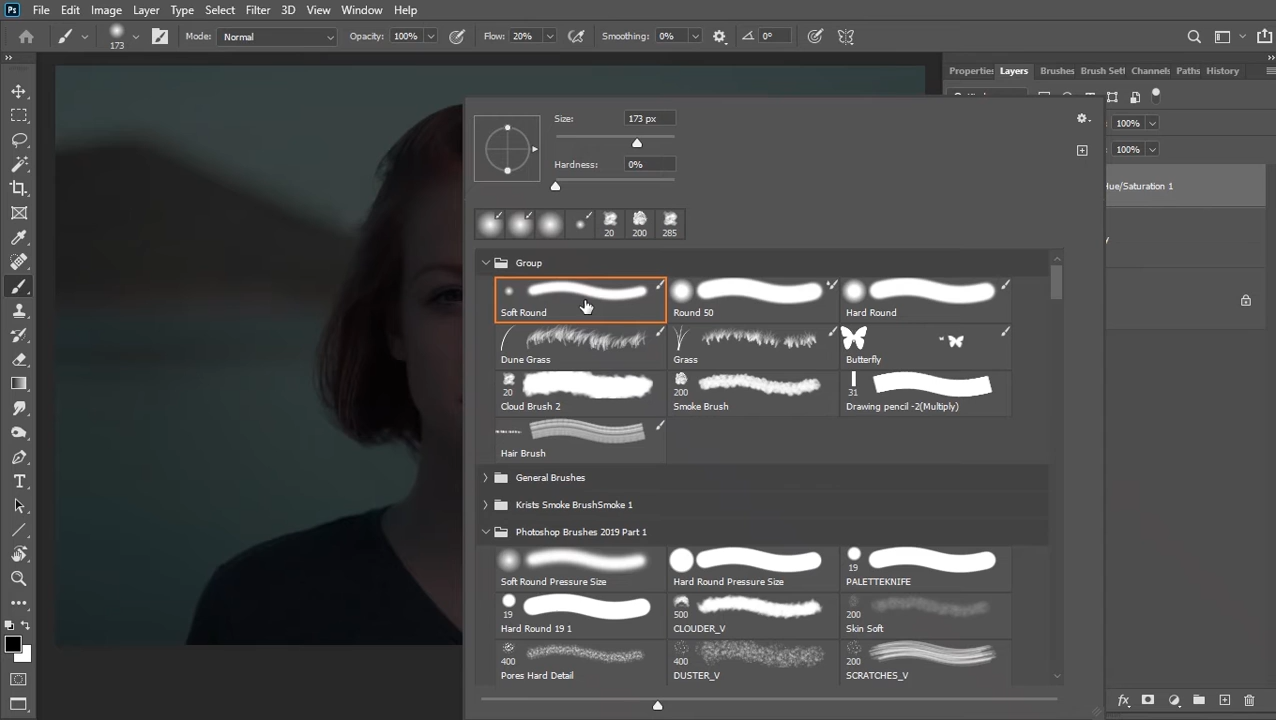 Ps File Edit Image Layer Type Select Filter 3D View Window Help
173 Mode: Normal Opacity: 100% Flow: 20% Smoothing: 0% 0°
Properties Layers Brushes Brush Sett Channels Paths History
Size: 173 px
100%
Hardness: 0%
100%
Hue/Saturation 1
20 200 285
Group
Soft Round Round 50 Hard Round
Dune Grass Grass Butterfly
20 200 31
Cloud Brush 2 Smoke Brush Drawing pencil -2(Multiply)
Hair Brush
General Brushes
Krists Smoke BrushSmoke 1
Photoshop Brushes 2019 Part 1
19
Soft Round Pressure Size Hard Round Pressure Size PALETTEKNIFE
19 500 200
Hard Round 19 1 CLOUDER_V Skin Soft
400 400 200
Pores Hard Detail DUSTER_V SCRATCHES_V
fx